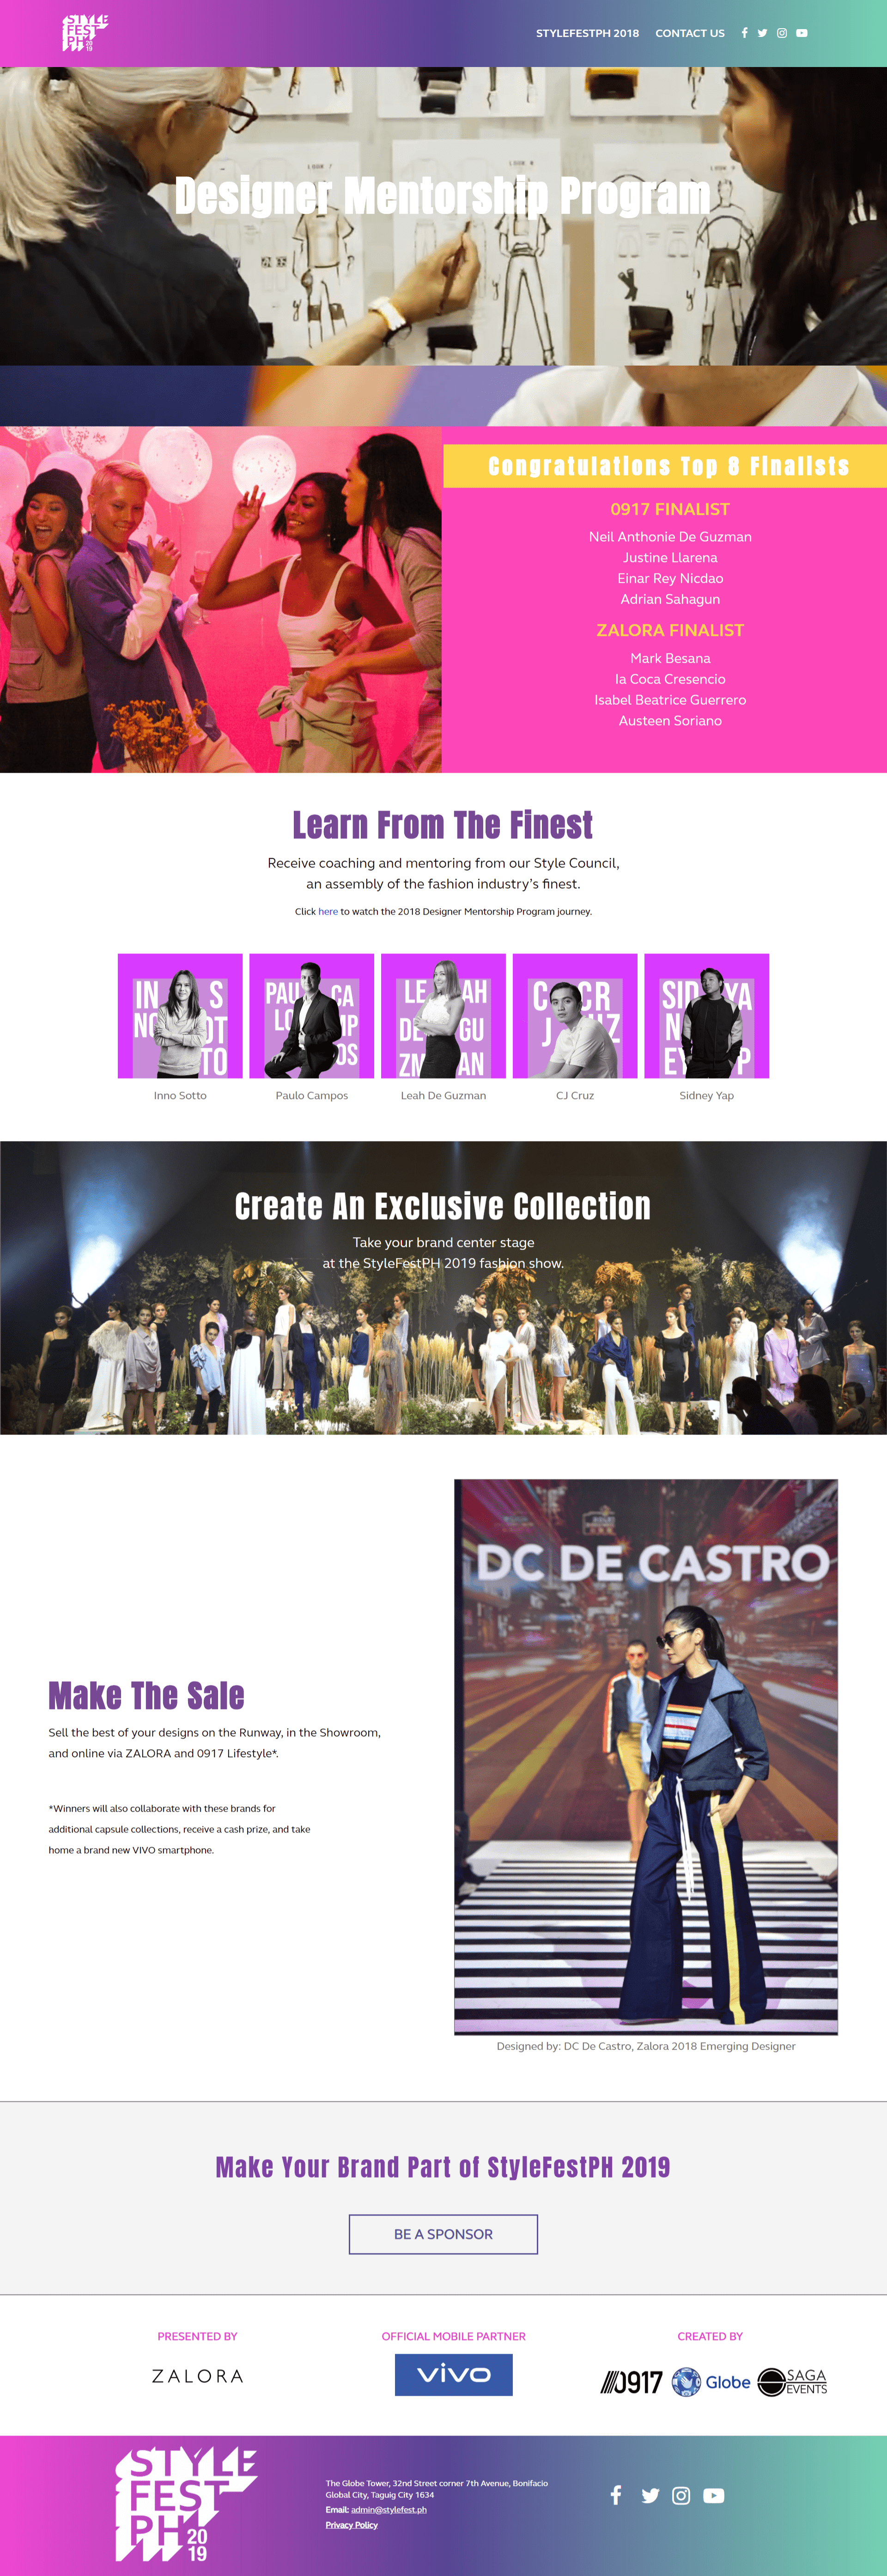 STYLE
FEST
PH 20
19
STYLEFESTPH 2018 CONTACT US
Designer Mentorship Program
Congratulations Top 8 Finalists
0917 FINALIST
Neil Anthonie De Guzman
Justine Llarena
Einar Rey Nicdao
Adrian Sahagun
ZALORA FINALIST
Mark Besana
Ia Coca Cresencio
Isabel Beatrice Guerrero
Austeen Soriano
Learn From The Finest
Receive coaching and mentoring from our Style Council,
an assembly of the fashion industry's finest.
Click here to watch the 2018 Designer Mentorship Program journey.
Inno Sotto
Paulo Campos
Leah De Guzman
CJ Cruz
Sidney Yap
Create An Exclusive Collection
Take your brand center stage
at the StyleFestPH 2019 fashion show.
DC DE CASTRO
Make The Sale
Sell the best of your designs on the Runway, in the Showroom,
and online via ZALORA and 0917 Lifestyle*.
*Winners will also collaborate with these brands for
additional capsule collections, receive a cash prize, and take
home a brand new VIVO smartphone.
Designed by: DC De Castro, Zalora 2018 Emerging Designer
Make Your Brand Part of StyleFestPH 2019
BE A SPONSOR
PRESENTED BY
ZALORA
OFFICIAL MOBILE PARTNER
vivo
CREATED BY
0917 Globe SAGA
EVENTS
STYLE
FEST
PH 20
19
The Globe Tower, 32nd Street corner 7th Avenue, Bonifacio
Global City, Taguig City 1634
Email: admin@stylefest.ph
Privacy Policy